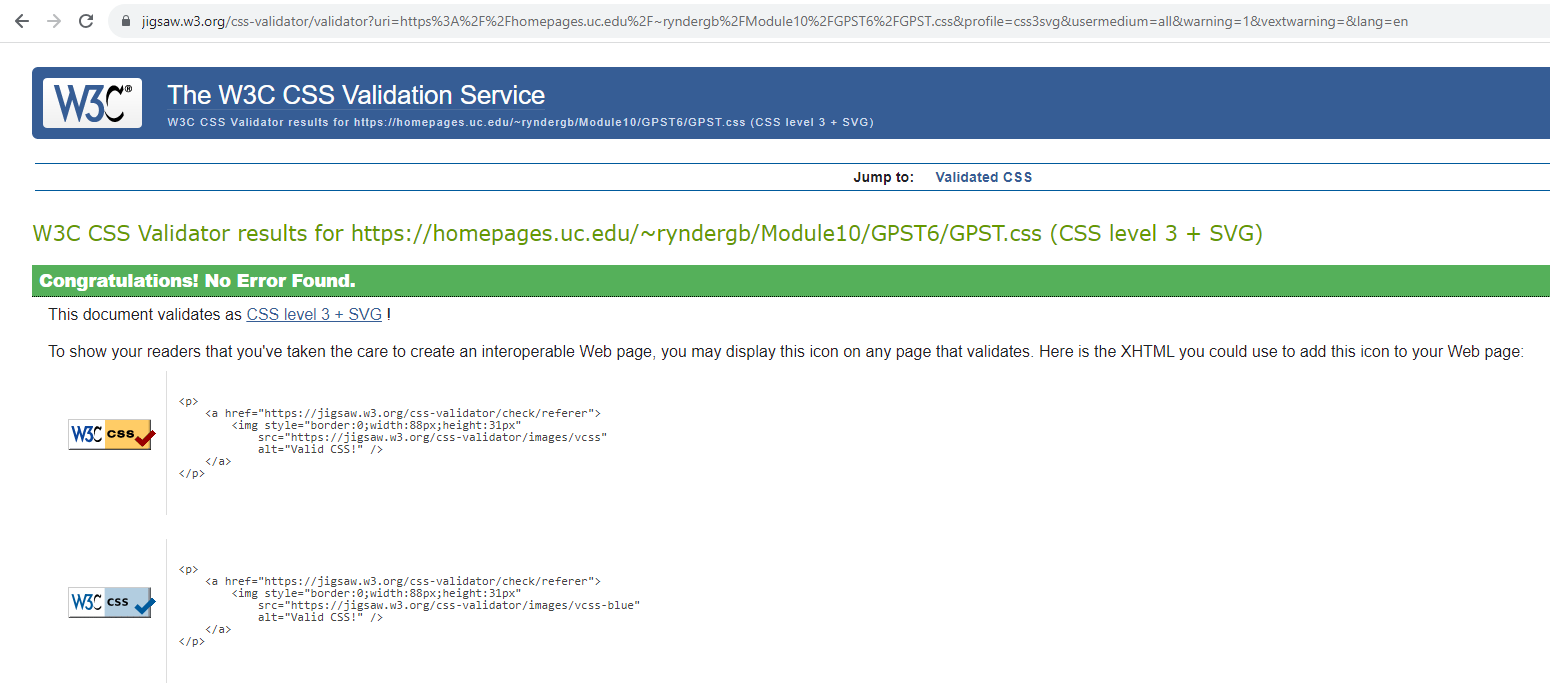 jigsaw.w3.org/css-validator/validator?uri=https%3A%2F%2Fhomepages.uc.edu%2F~ryndergb%2FModule10%2FGPST6%2FGPST.css&profile=css3svg&usermedium=all&warning=1&vextwarning=&lang=en
W3C®
The W3C CSS Validation Service
W3C CSS Validator results for https://homepages.uc.edu/~ryndergb/Module10/GPST6/GPST.css (CSS level 3 + SVG)
Jump to: Validated CSS
W3C CSS Validator results for https://homepages.uc.edu/~ryndergb/Module10/GPST6/GPST.css (CSS level 3 + SVG)
Congratulations! No Error Found.
This document validates as CSS level 3 + SVG !
To show your readers that you've taken the care to create an interoperable Web page, you may display this icon on any page that validates. Here is the XHTML you could use to add this icon to your Web page:
W3C css
<p>
<a href="https://jigsaw.w3.org/css-validator/check/referer">
<img style="border:0;width:88px;height:31px"
src="https://jigsaw.w3.org/css-validator/images/vcss"
alt="Valid CSS!" />
</a>
</p>
W3C css
<p>
<a href="https://jigsaw.w3.org/css-validator/check/referer">
<img style="border:0;width:88px;height:31px"
src="https://jigsaw.w3.org/css-validator/images/vcss-blue"
alt="Valid CSS!" />
</a>
</p>